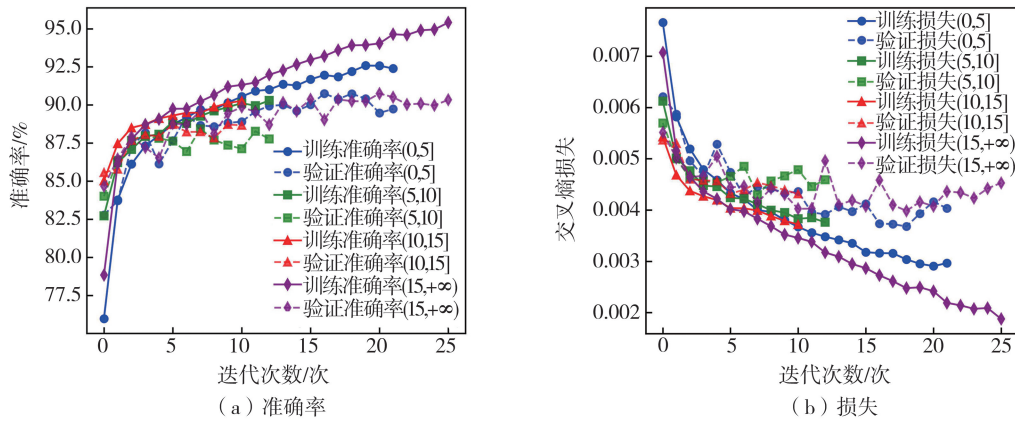 95.0
92.5
90.0
87.5
85.0
82.5
80.0
77.5
准确率/%
训练准确率(0,5]
验证准确率(0,5]
训练准确率(5,10]
验证准确率(5,10]
训练准确率(10,15]
验证准确率(10,15]
训练准确率(15,+∞)
验证准确率(15,+∞)
0 5 10 15 20 25
迭代次数/次
(a)准确率
0.007
0.006
0.005
0.004
0.003
0.002
交叉熵损失
训练损失(0,5]
验证损失(0,5]
训练损失(5,10]
验证损失(5,10]
训练损失(10,15]
验证损失(10,15]
训练损失(15,+∞)
验证损失(15,+∞)
0 5 10 15 20 25
迭代次数/次
(b)损失